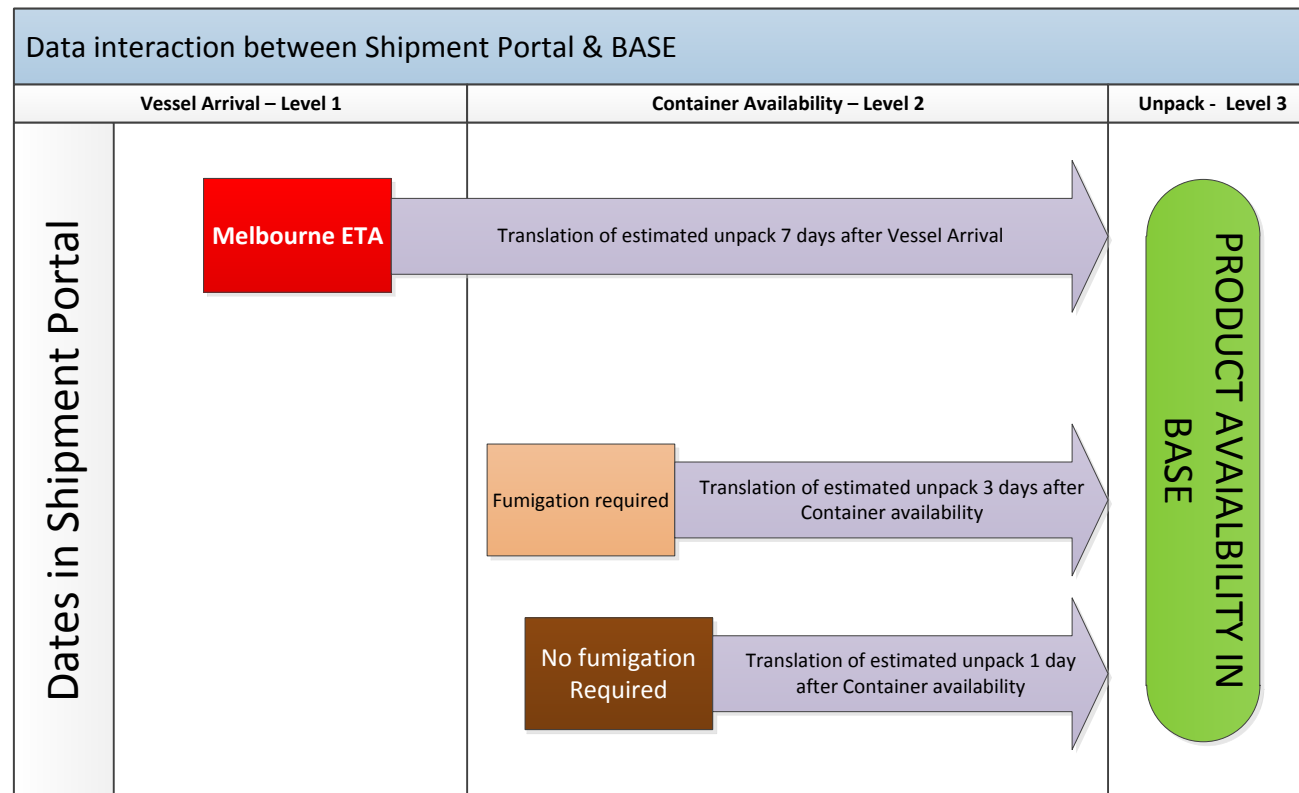 Data interaction between Shipment Portal & BASE
Vessel Arrival – Level 1
Container Availability – Level 2
Unpack - Level 3
Dates in Shipment Portal
Melbourne ETA
Translation of estimated unpack 7 days after Vessel Arrival
Fumigation required
Translation of estimated unpack 3 days after
Container availability
No fumigation
Required
Translation of estimated unpack 1 day
after Container availability
PRODUCT AVAIALBILITY IN
BASE